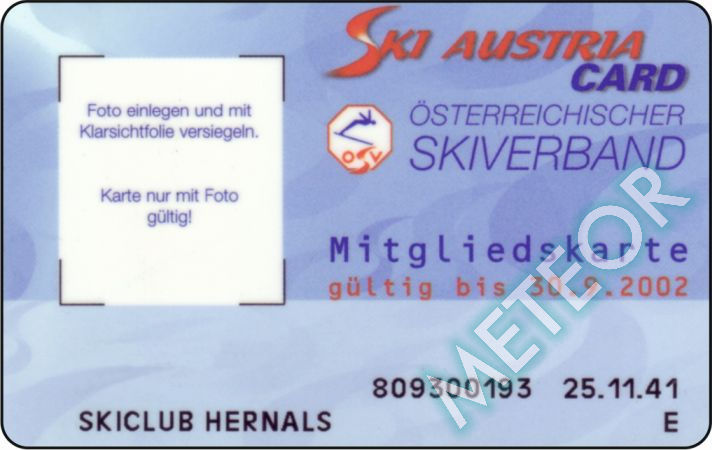 SKI AUSTRIA
CARD
ÖSTERREICHISCHER
SKIVERBAND
Foto einlegen und mit
Klarsichtfolie versiegeln.
Karte nur mit Foto
gültig!
Mitgliedskarte
gültig bis 30.9.2002
METEOR
809300193 25.11.41
SKICLUB HERNALS E